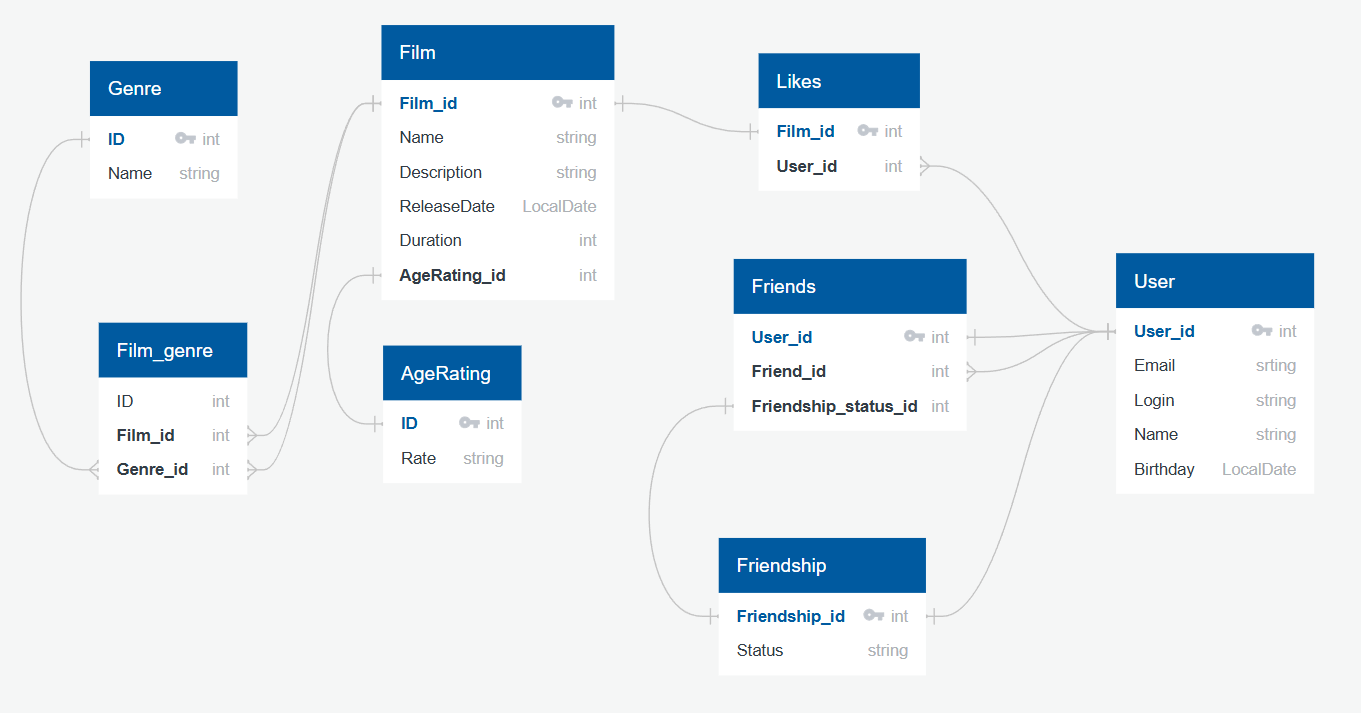 Genre
ID int
Name string
Film
Film_id int
Name string
Description string
ReleaseDate LocalDate
Duration int
AgeRating_id int
Likes
Film_id int
User_id int
Friends
User_id int
Friend_id int
Friendship_status_id int
User
User_id int
Email srting
Login string
Name string
Birthday LocalDate
Film_genre
ID int
Film_id int
Genre_id int
AgeRating
ID int
Rate string
Friendship
Friendship_id int
Status string